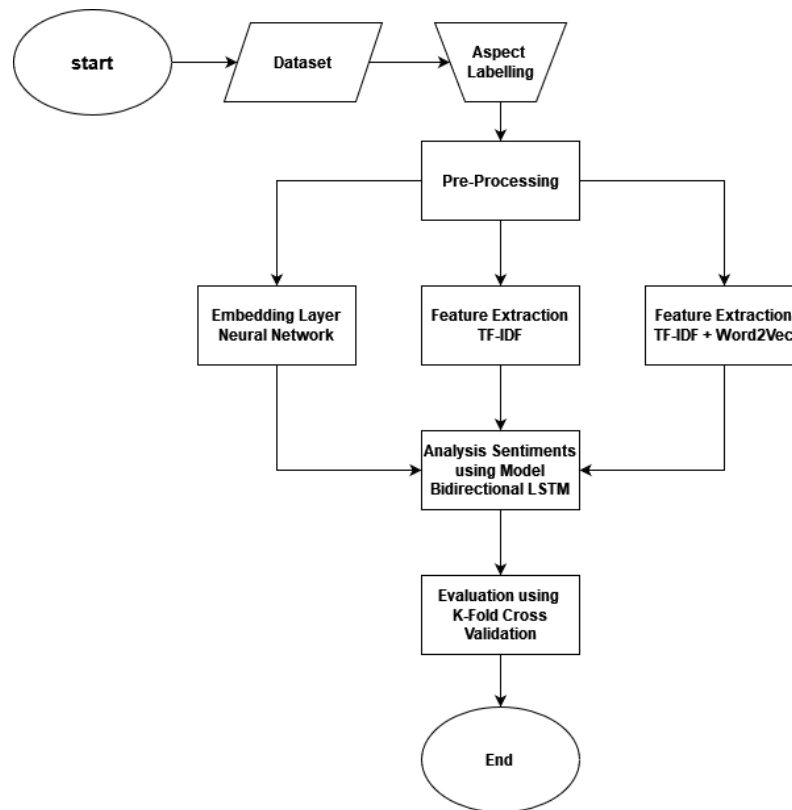 start
Dataset
Aspect
Labelling
Pre-Processing
Embedding Layer
Neural Network
Feature Extraction
TF-IDF
Feature Extraction
TF-IDF + Word2Vec
Analysis Sentiments
using Model
Bidirectional LSTM
Evaluation using
K-Fold Cross
Validation
End